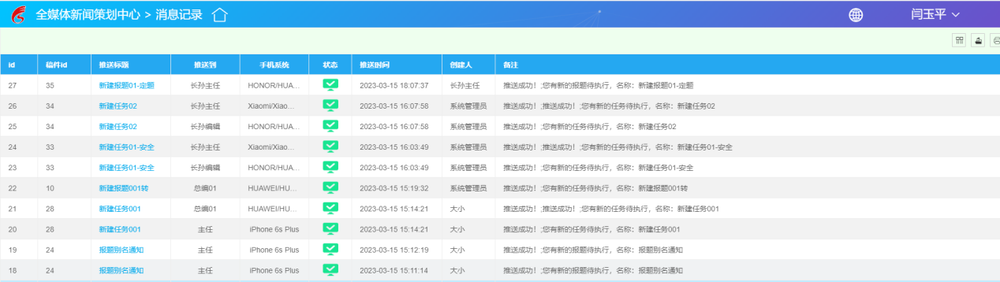 全媒体新闻策划中心 > 消息记录 闫玉平
id 稿件id 推送标题 推送到 手机系统 状态 推送时间 创建人 备注
27 35 新建报题01-定题 长孙主任 HONOR/HUA... 2023-03-15 18:07:37 长孙主任 推送成功！;您有新的报题待执行，名称：新建报题01-定题
26 34 新建任务02 长孙主任 Xiaomi/Xiao... 2023-03-15 16:07:58 系统管理员 推送成功！;推送成功！;您有新的任务待执行，名称：新建任务02
25 34 新建任务02 长孙编辑 HONOR/HUA... 2023-03-15 16:07:58 系统管理员 推送成功！;您有新的任务待执行，名称：新建任务02
24 33 新建任务01-安全 长孙主任 Xiaomi/Xiao... 2023-03-15 16:03:49 系统管理员 推送成功！;推送成功！;您有新的任务待执行，名称：新建任务01-安全
23 33 新建任务01-安全 长孙编辑 HONOR/HUA... 2023-03-15 16:03:49 系统管理员 推送成功！;您有新的任务待执行，名称：新建任务01-安全
22 10 新建报题001转 总编01 HUAWEI/HU... 2023-03-15 15:19:32 系统管理员 推送成功！;您有新的任务待执行，名称：新建报题001转
21 28 新建任务001 总编01 HUAWEI/HU... 2023-03-15 15:14:21 大小 推送成功！;推送成功！;您有新的任务待执行，名称：新建任务001
20 28 新建任务001 主任 iPhone 6s Plus 2023-03-15 15:14:21 大小 推送成功！;您有新的任务待执行，名称：新建任务001
19 24 报题别名通知 主任 iPhone 6s Plus 2023-03-15 15:12:19 大小 推送成功！;您有新的报题待执行，名称：报题别名通知
18 24 报题别名通知 主任 iPhone 6s Plus 2023-03-15 15:11:14 大小 推送成功！;您有新的任务待执行，名称：报题别名通知